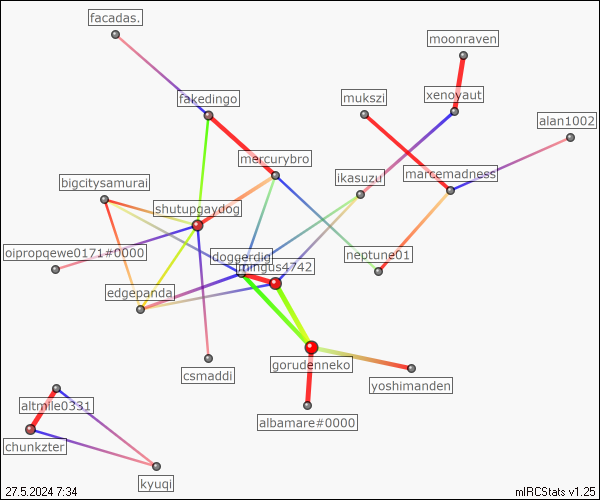 facadas.
moonraven
fakedingo
mukszi
xenoyaut
alan1002
mercurybro
bigcitysamurai
ikasuzu
marcemadness
shutupgaydog
oipropqewe0171#0000
doggerdig
neptune01
mingus4742
edgepanda
gorudenneko
csmaddi
yoshimanden
altmile0331
albamare#0000
chunkzter
kyuqi
27.5.2024 7:34
mIRCStats v1.25